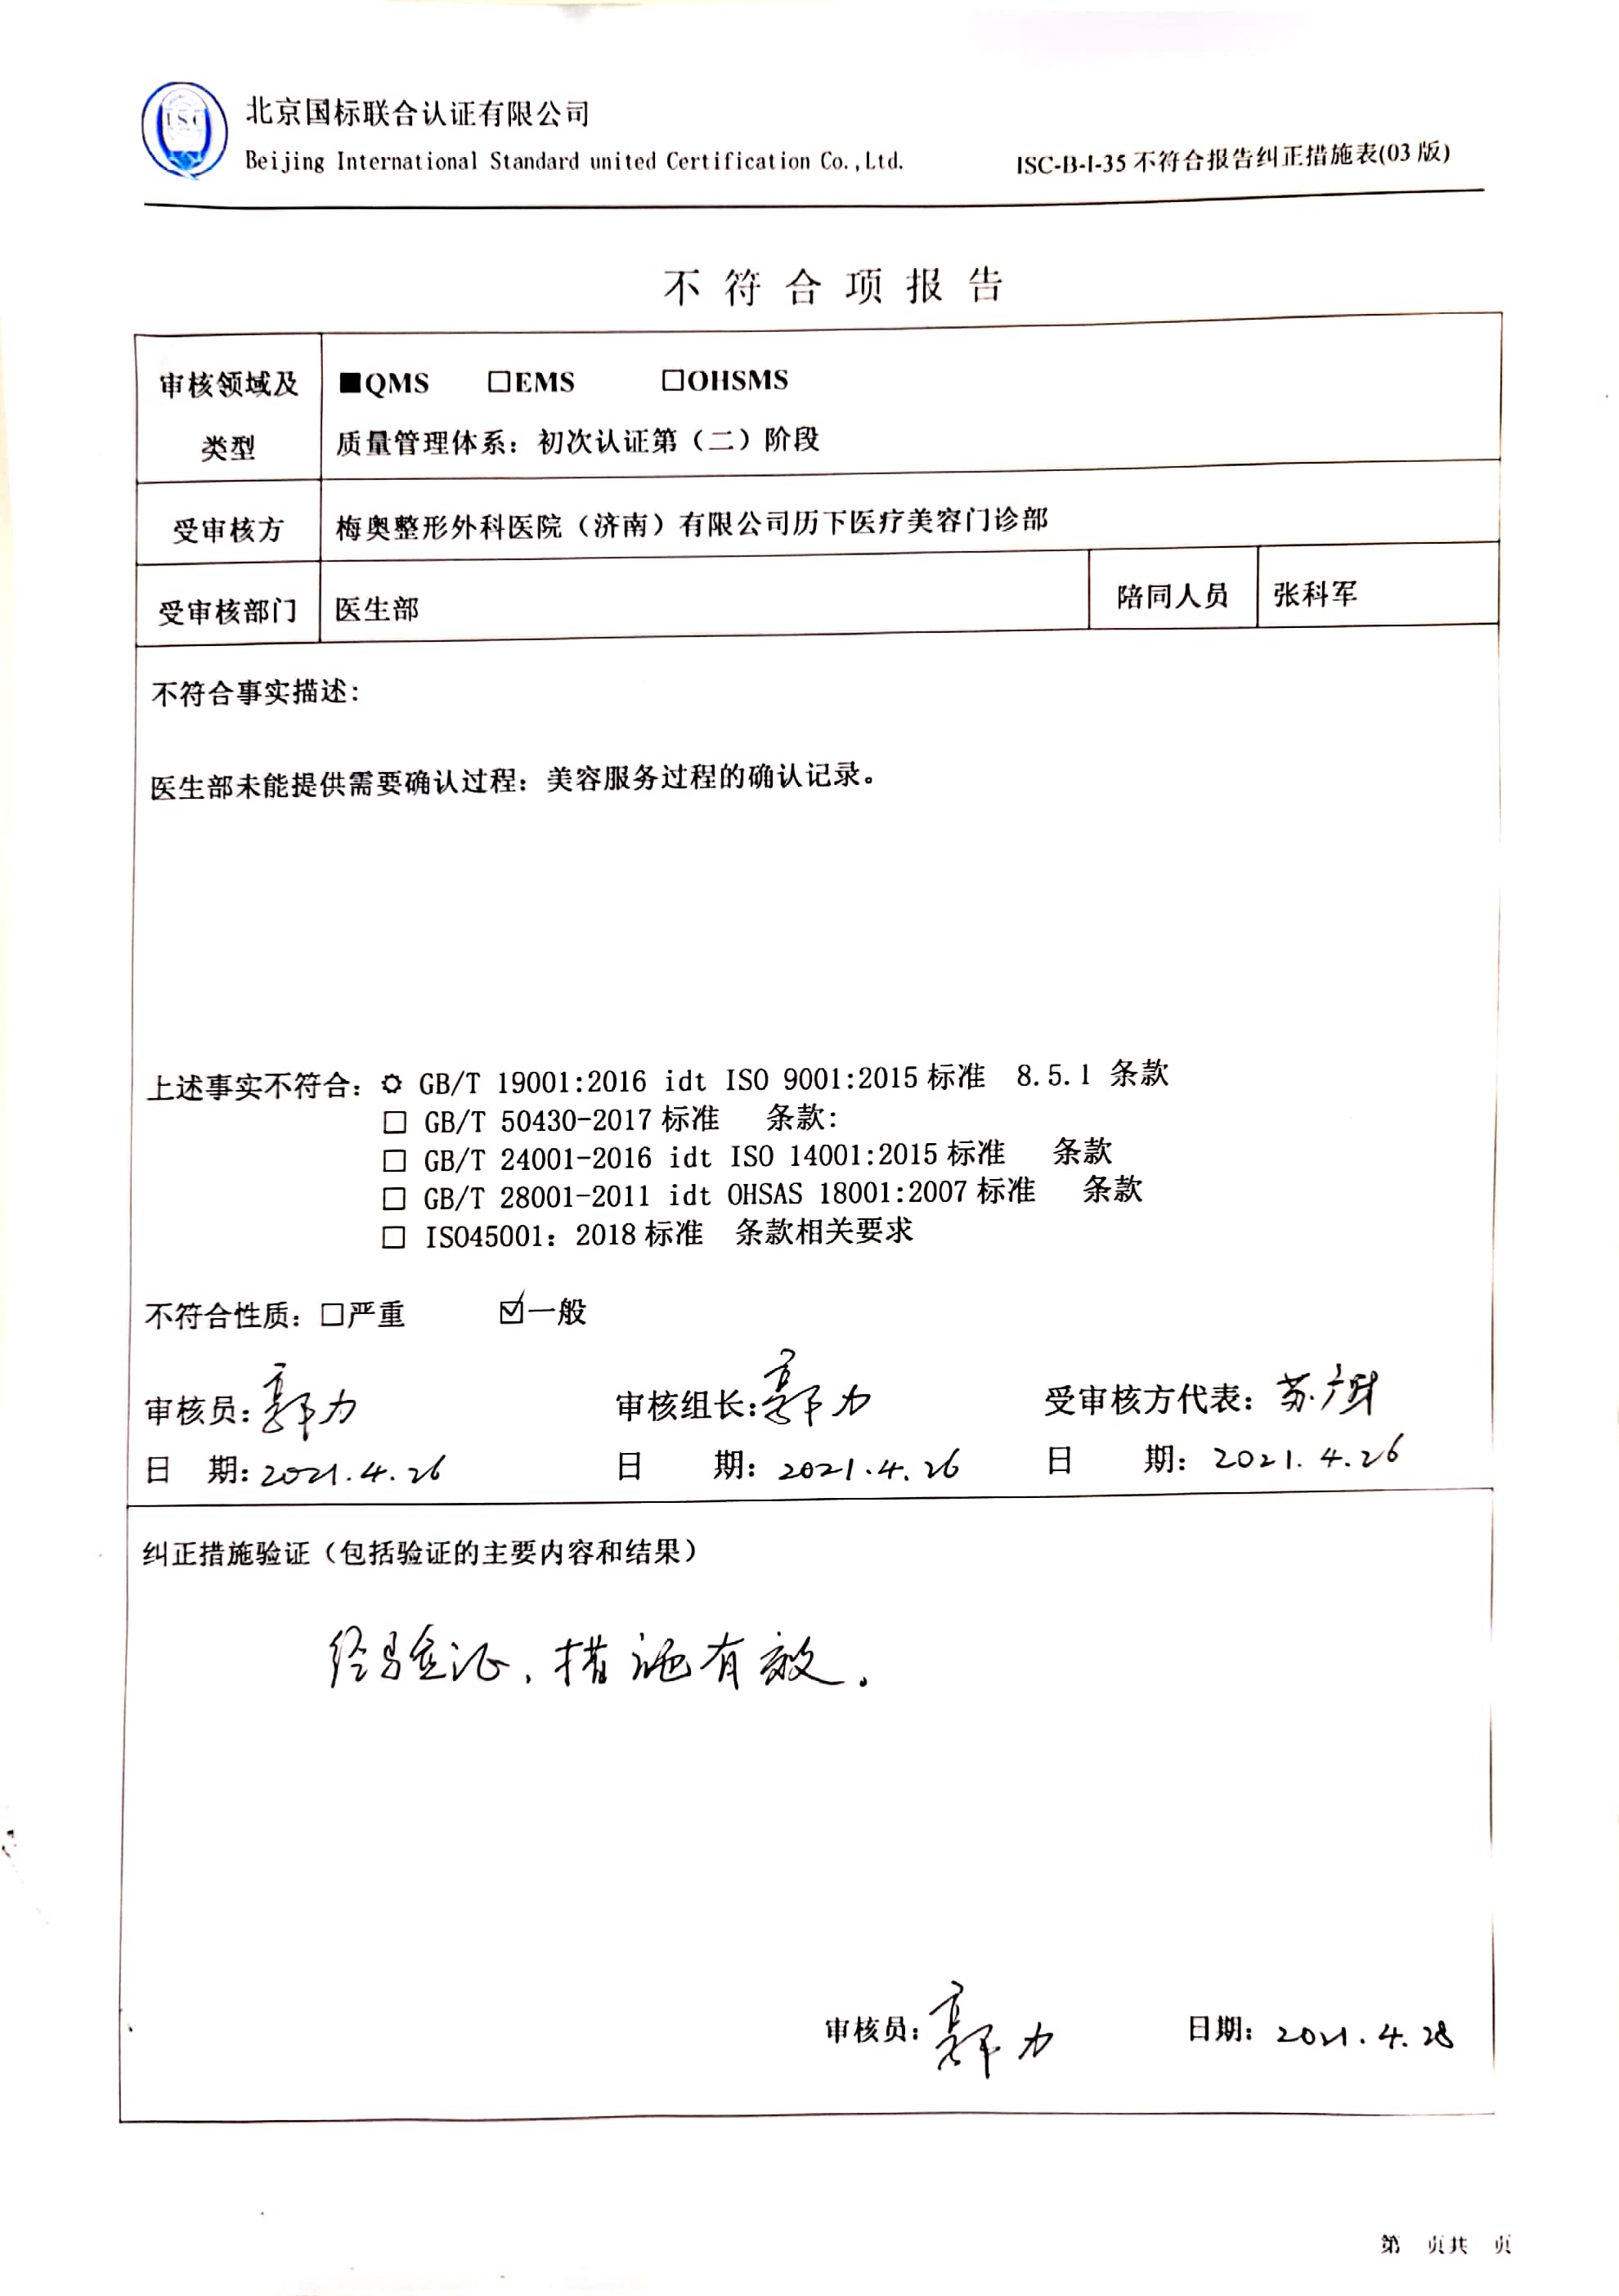 ISC
北京国标联合认证有限公司
Beijing International Standard united Certification Co.,Ltd.
ISC-B-I-35 不符合报告纠正措施表(03 版)
不符合项报告
审核领域及类型
■QMS □EMS □OHSMS
质量管理体系：初次认证第（二）阶段
受审核方
梅奥整形外科医院（济南）有限公司历下医疗美容门诊部
受审核部门 医生部 陪同人员 张科军
不符合事实描述：
医生部未能提供需要确认过程：美容服务过程的确认记录。
上述事实不符合： GB/T 19001:2016 idt ISO 9001:2015 标准 8.5.1 条款
□ GB/T 50430-2017 标准 条款：
□ GB/T 24001-2016 idt ISO 14001:2015 标准 条款
□ GB/T 28001-2011 idt OHSAS 18001:2007 标准 条款
□ ISO45001：2018 标准 条款相关要求
不符合性质：□严重 ☑一般
审核员：郭力 审核组长：郭力 受审核方代表：苏
日 期：2021.4.26 日 期：2021.4.26 日 期：2021.4.26
纠正措施验证（包括验证的主要内容和结果）
经验证，措施有效。
审核员：郭力 日期：2021.4.28
第 页共 页